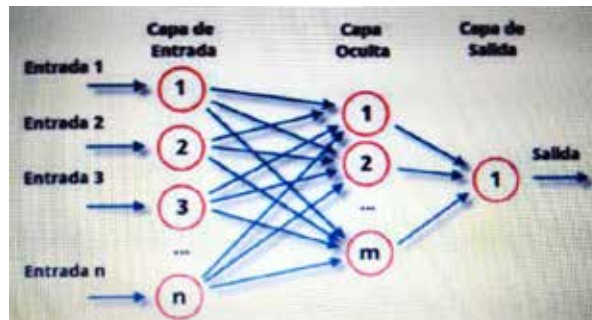 Capa de
Entrada
Capa
Oculta
Capa de
Salida
Entrada 1
Entrada 2
Entrada 3
Entrada n
1
2
3
...
n
1
2
...
m
1
Salida